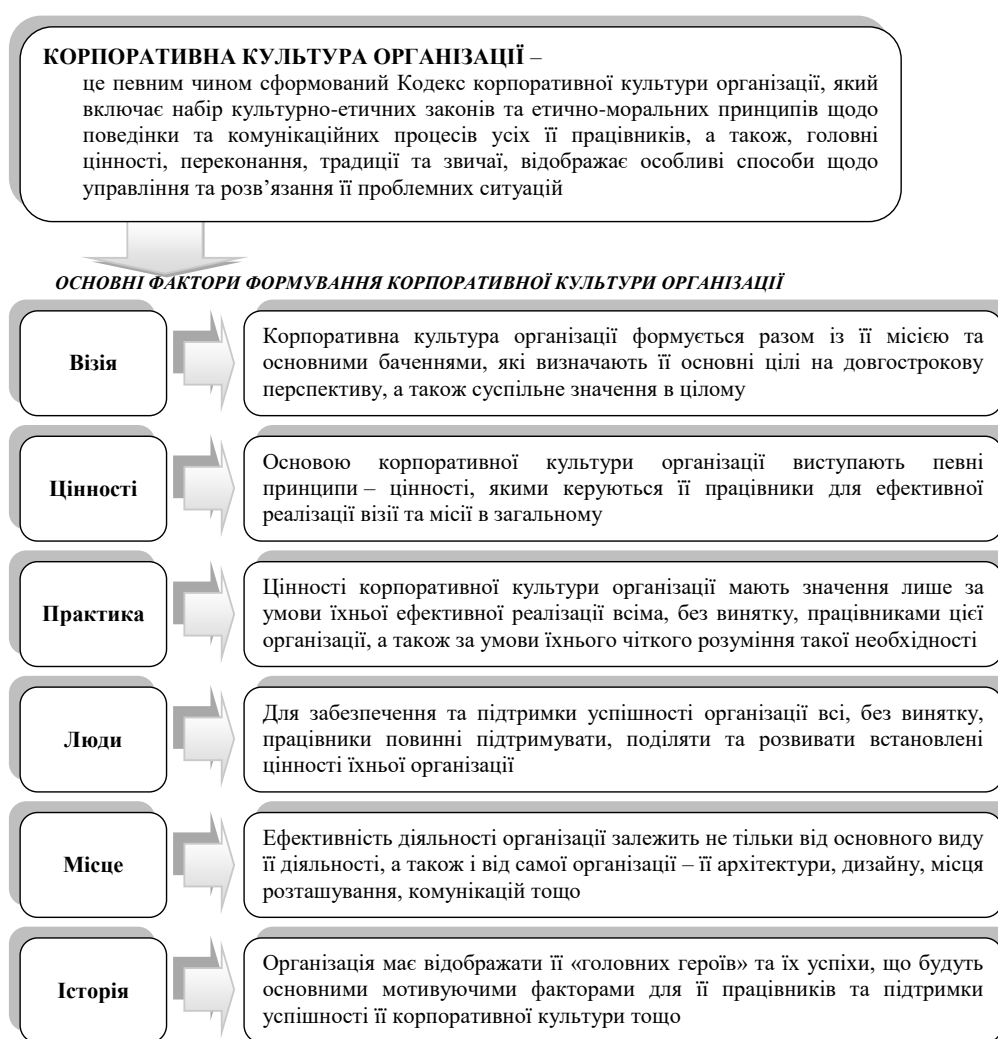 КОРПОРАТИВНА КУЛЬТУРА ОРГАНІЗАЦІЇ –
це певним чином сформований Кодекс корпоративної культури організації, який
включає набір культурно-етичних законів та етично-моральних принципів щодо
поведінки та комунікаційних процесів усіх її працівників, а також, головні
цінності, переконання, традиції та звичаї, відображає особливі способи щодо
управління та розв’язання її проблемних ситуацій
ОСНОВНІ ФАКТОРИ ФОРМУВАННЯ КОРПОРАТИВНОЇ КУЛЬТУРИ ОРГАНІЗАЦІЇ
Візія
Корпоративна культура організації формується разом із її місією та
основними баченнями, які визначають її основні цілі на довгострокову
перспективу, а також суспільне значення в цілому
Цінності
Основою корпоративної культури організації виступають певні
принципи – цінності, якими керуються її працівники для ефективної
реалізації візії та місії в загальному
Практика
Цінності корпоративної культури організації мають значення лише за
умови їхньої ефективної реалізації всіма, без винятку, працівниками цієї
організації, а також за умови їхнього чіткого розуміння такої необхідності
Люди
Для забезпечення та підтримки успішності організації всі, без винятку,
працівники повинні підтримувати, поділяти та розвивати встановлені
цінності їхньої організації
Місце
Ефективність діяльності організації залежить не тільки від основного виду
її діяльності, а також і від самої організації – її архітектури, дизайну, місця
розташування, комунікацій тощо
Історія
Організація має відображати її «головних героїв» та їх успіхи, що будуть
основними мотивуючими факторами для її працівників та підтримки
успішності її корпоративної культури тощо